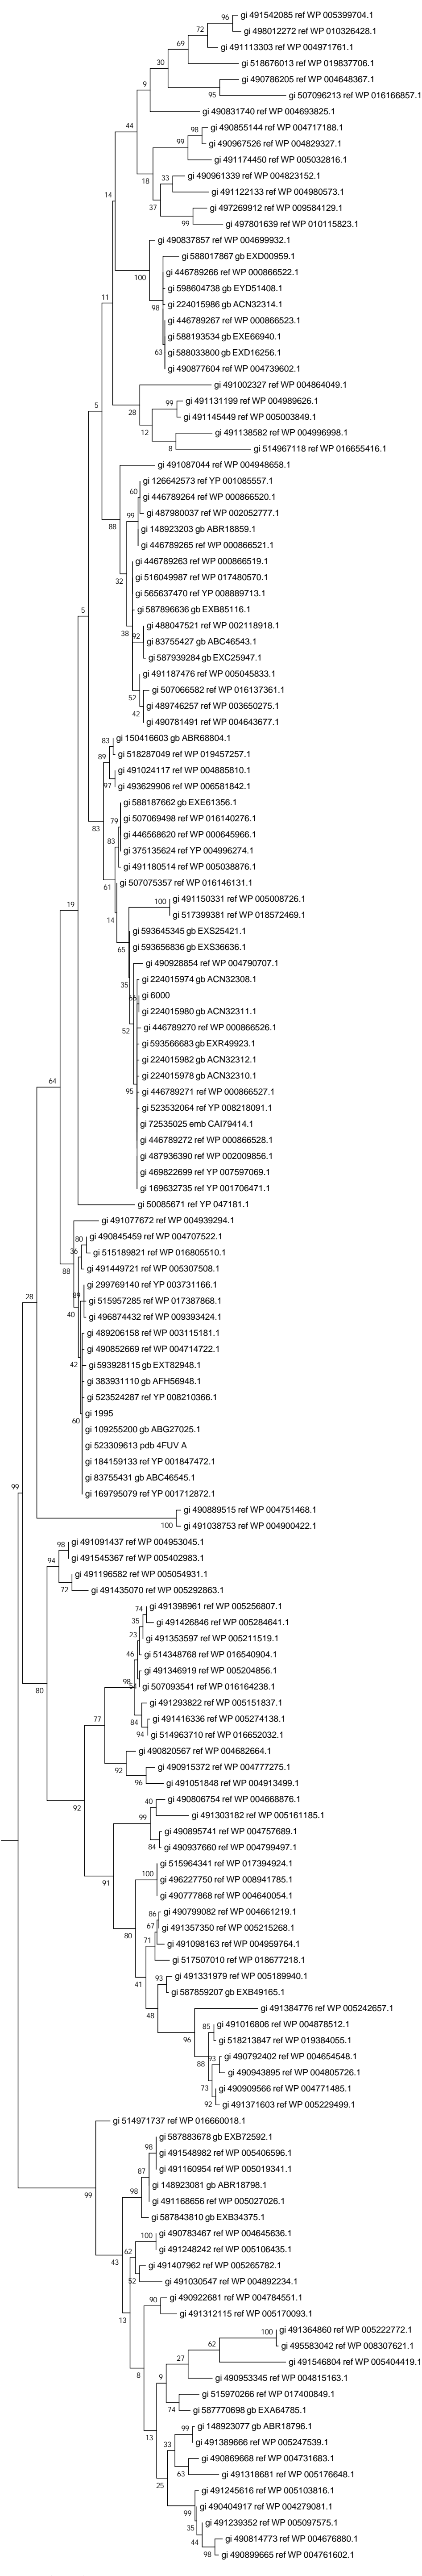 gi 491542085 ref WP 005399704.1
gi 498012272 ref WP 010326428.1
gi 491113303 ref WP 004971761.1
gi 518676013 ref WP 019837706.1
gi 490786205 ref WP 004648367.1
gi 507096213 ref WP 016166857.1
gi 490831740 ref WP 004693825.1
gi 490855144 ref WP 004717188.1
gi 490967526 ref WP 004829327.1
gi 491174450 ref WP 005032816.1
gi 490961339 ref WP 004823152.1
gi 491122133 ref WP 004980573.1
gi 497269912 ref WP 009584129.1
gi 497801639 ref WP 010115823.1
gi 490837857 ref WP 004699932.1
gi 588017867 gb EXD00959.1
gi 446789266 ref WP 000866522.1
gi 598604738 gb EYD51408.1
gi 224015986 gb ACN32314.1
gi 446789267 ref WP 000866523.1
gi 588193534 gb EXE66940.1
gi 588033800 gb EXD16256.1
gi 490877604 ref WP 004739602.1
gi 491002327 ref WP 004864049.1
gi 491131199 ref WP 004989626.1
gi 491145449 ref WP 005003849.1
gi 491138582 ref WP 004996998.1
gi 514967118 ref WP 016655416.1
gi 491087044 ref WP 004948658.1
gi 126642573 ref YP 001085557.1
gi 446789264 ref WP 000866520.1
gi 487980037 ref WP 002052777.1
gi 148923203 gb ABR18859.1
gi 446789265 ref WP 000866521.1
gi 446789263 ref WP 000866519.1
gi 516049987 ref WP 017480570.1
gi 565637470 ref YP 008889713.1
gi 587896636 gb EXB85116.1
gi 488047521 ref WP 002118918.1
gi 83755427 gb ABC46543.1
gi 587939284 gb EXC25947.1
gi 491187476 ref WP 005045833.1
gi 507066582 ref WP 016137361.1
gi 489746257 ref WP 003650275.1
gi 490781491 ref WP 004643677.1
gi 150416603 gb ABR68804.1
gi 518287049 ref WP 019457257.1
gi 491024117 ref WP 004885810.1
gi 493629906 ref WP 006581842.1
gi 588187662 gb EXE61356.1
gi 507069498 ref WP 016140276.1
gi 446568620 ref WP 000645966.1
gi 375135624 ref YP 004996274.1
gi 491180514 ref WP 005038876.1
gi 507075357 ref WP 016146131.1
gi 491150331 ref WP 005008726.1
gi 517399381 ref WP 018572469.1
gi 593645345 gb EXS25421.1
gi 593656836 gb EXS36636.1
gi 490928854 ref WP 004790707.1
gi 224015974 gb ACN32308.1
gi 6000
gi 224015980 gb ACN32311.1
gi 446789270 ref WP 000866526.1
gi 593566683 gb EXR49923.1
gi 224015982 gb ACN32312.1
gi 224015978 gb ACN32310.1
gi 446789271 ref WP 000866527.1
gi 523532064 ref YP 008218091.1
gi 72535025 emb CAI79414.1
gi 446789272 ref WP 000866528.1
gi 487936390 ref WP 002009856.1
gi 469822699 ref YP 007597069.1
gi 169632735 ref YP 001706471.1
gi 50085671 ref YP 047181.1
gi 491077672 ref WP 004939294.1
gi 490845459 ref WP 004707522.1
gi 515189821 ref WP 016805510.1
gi 491449721 ref WP 005307508.1
gi 299769140 ref YP 003731166.1
gi 515957285 ref WP 017387868.1
gi 496874432 ref WP 009393424.1
gi 489206158 ref WP 003115181.1
gi 490852669 ref WP 004714722.1
gi 593928115 gb EXT82948.1
gi 383931110 gb AFH56948.1
gi 523524287 ref YP 008210366.1
gi 1995
gi 109255200 gb ABG27025.1
gi 523309613 pdb 4FUV A
gi 184159133 ref YP 001847472.1
gi 83755431 gb ABC46545.1
gi 169795079 ref YP 001712872.1
gi 490889515 ref WP 004751468.1
gi 491038753 ref WP 004900422.1
gi 491091437 ref WP 004953045.1
gi 491545367 ref WP 005402983.1
gi 491196582 ref WP 005054931.1
gi 491435070 ref WP 005292863.1
gi 491398961 ref WP 005256807.1
gi 491426846 ref WP 005284641.1
gi 491353597 ref WP 005211519.1
gi 514348768 ref WP 016540904.1
gi 491346919 ref WP 005204856.1
gi 507093541 ref WP 016164238.1
gi 491293822 ref WP 005151837.1
gi 491416336 ref WP 005274138.1
gi 514963710 ref WP 016652032.1
gi 490820567 ref WP 004682664.1
gi 490915372 ref WP 004777275.1
gi 491051848 ref WP 004913499.1
gi 490806754 ref WP 004668876.1
gi 491303182 ref WP 005161185.1
gi 490895741 ref WP 004757689.1
gi 490937660 ref WP 004799497.1
gi 515964341 ref WP 017394924.1
gi 496227750 ref WP 008941785.1
gi 490777868 ref WP 004640054.1
gi 490799082 ref WP 004661219.1
gi 491357350 ref WP 005215268.1
gi 491098163 ref WP 004959764.1
gi 517507010 ref WP 018677218.1
gi 491331979 ref WP 005189940.1
gi 587859207 gb EXB49165.1
gi 491384776 ref WP 005242657.1
gi 491016806 ref WP 004878512.1
gi 518213847 ref WP 019384055.1
gi 490792402 ref WP 004654548.1
gi 490943895 ref WP 004805726.1
gi 490909566 ref WP 004771485.1
gi 491371603 ref WP 005229499.1
gi 514971737 ref WP 016660018.1
gi 587883678 gb EXB72592.1
gi 491548982 ref WP 005406596.1
gi 491160954 ref WP 005019341.1
gi 148923081 gb ABR18798.1
gi 491168656 ref WP 005027026.1
gi 587843810 gb EXB34375.1
gi 490783467 ref WP 004645636.1
gi 491248242 ref WP 005106435.1
gi 491407962 ref WP 005265782.1
gi 491030547 ref WP 004892234.1
gi 490922681 ref WP 004784551.1
gi 491312115 ref WP 005170093.1
gi 491364860 ref WP 005222772.1
gi 495583042 ref WP 008307621.1
gi 491546804 ref WP 005404419.1
gi 490953345 ref WP 004815163.1
gi 515970266 ref WP 017400849.1
gi 587770698 gb EXA64785.1
gi 148923077 gb ABR18796.1
gi 491389666 ref WP 005247539.1
gi 490869668 ref WP 004731683.1
gi 491318681 ref WP 005176648.1
gi 491245616 ref WP 005103816.1
gi 490404917 ref WP 004279081.1
gi 491239352 ref WP 005097575.1
gi 490814773 ref WP 004676880.1
gi 490899665 ref WP 004761602.1